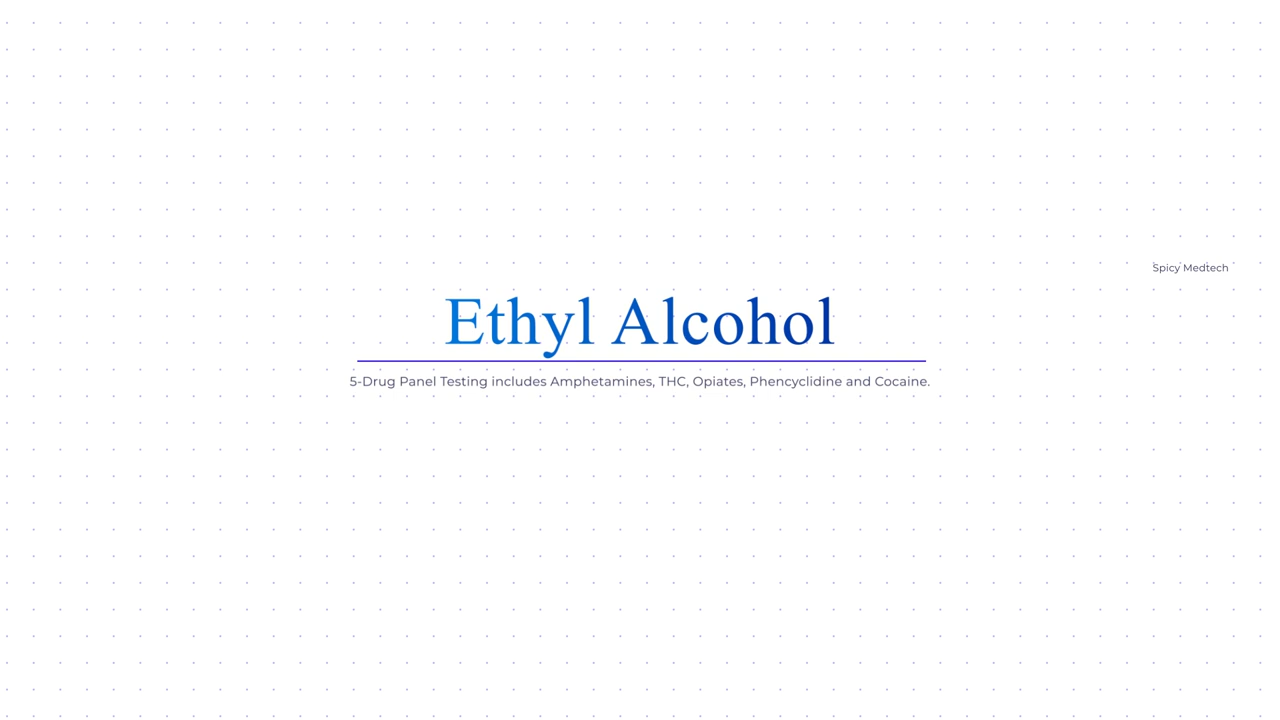 Spicy Medtech
Ethyl Alcohol
5-Drug Panel Testing includes Amphetamines, THC, Opiates, Phencyclidine and Cocaine.